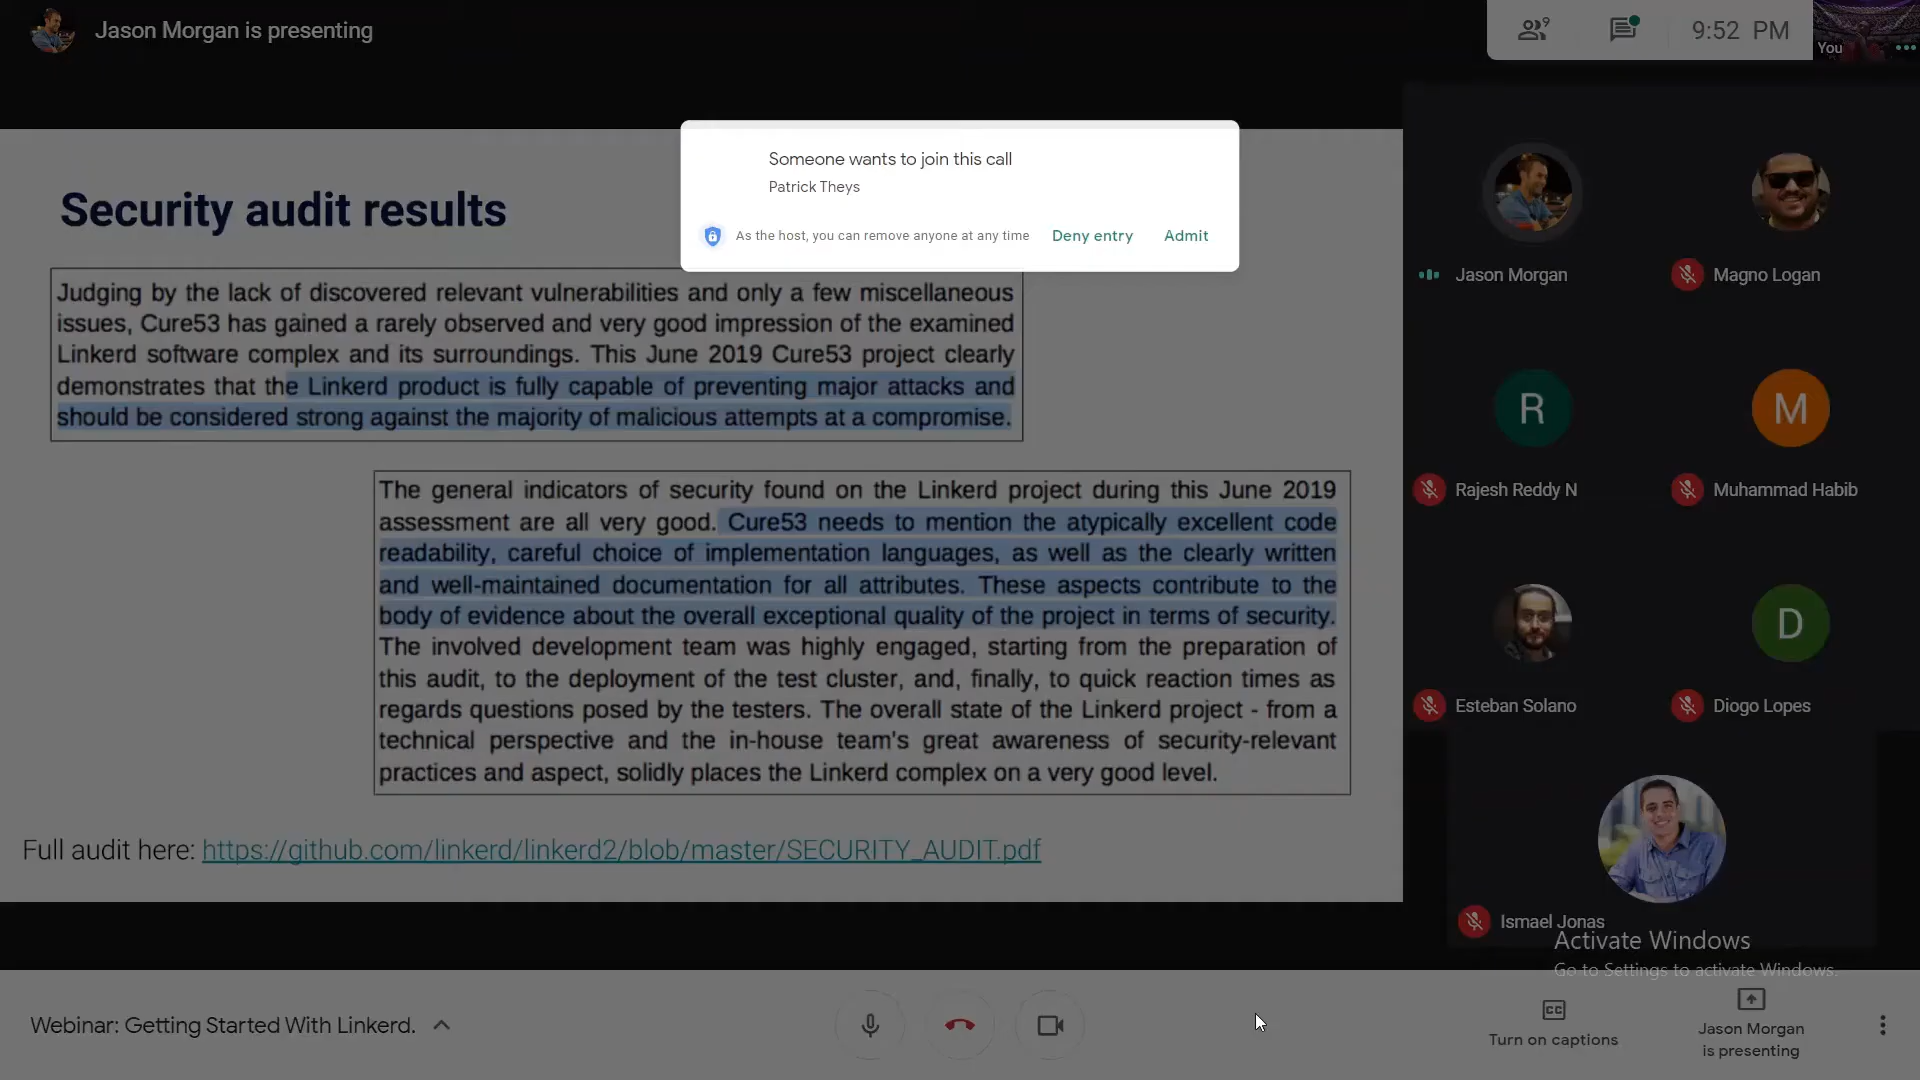 Jason Morgan is presenting
9
9:52 PM
You
Someone wants to join this call
Patrick Theys
As the host, you can remove anyone at any time
Deny entry
Admit
Security audit results
Judging by the lack of discovered relevant vulnerabilities and only a few miscellaneous
issues, Cure53 has gained a rarely observed and very good impression of the examined
Linkerd software complex and its surroundings. This June 2019 Cure53 project clearly
demonstrates that the Linkerd product is fully capable of preventing major attacks and
should be considered strong against the majority of malicious attempts at a compromise.
The general indicators of security found on the Linkerd project during this June 2019
assessment are all very good. Cure53 needs to mention the atypically excellent code
readability, careful choice of implementation languages, as well as the clearly written
and well-maintained documentation for all attributes. These aspects contribute to the
body of evidence about the overall exceptional quality of the project in terms of security.
The involved development team was highly engaged, starting from the preparation of
this audit, to the deployment of the test cluster, and, finally, to quick reaction times as
regards questions posed by the testers. The overall state of the Linkerd project - from a
technical perspective and the in-house team's great awareness of security-relevant
practices and aspect, solidly places the Linkerd complex on a very good level.
Full audit here: https://github.com/linkerd/linkerd2/blob/master/SECURITY_AUDIT.pdf
Jason Morgan
Magno Logan
R
M
Rajesh Reddy N
Muhammad Habib
D
Esteban Solano
Diogo Lopes
Ismael Jonas
Activate Windows
Go to Settings to activate Windows.
Webinar: Getting Started With Linkerd.
CC
Turn on captions
Jason Morgan
is presenting